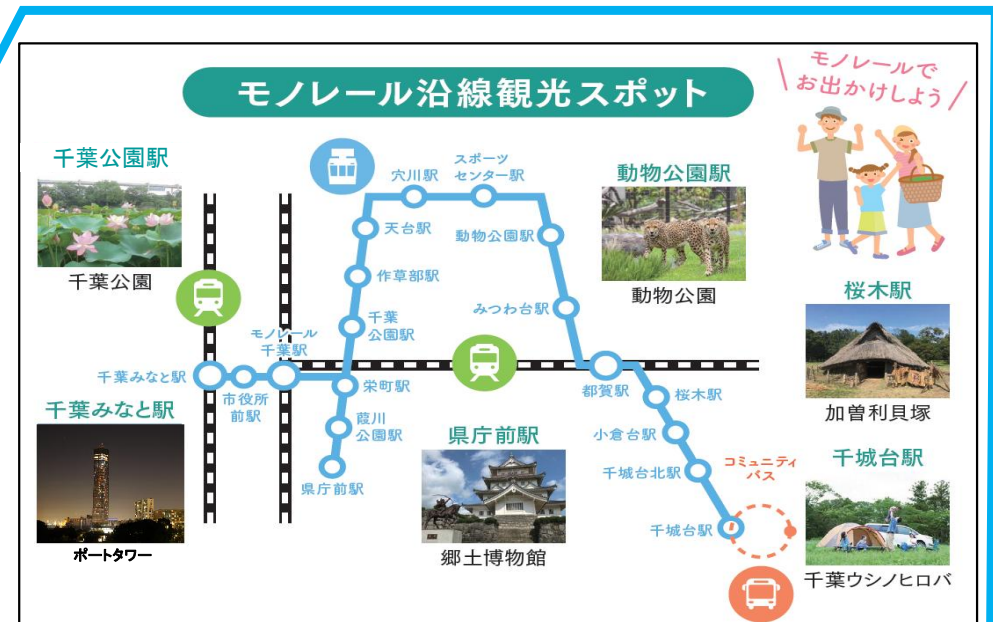 モノレール沿線観光スポット
モノレールで
お出かけしよう
千葉公園駅
千葉公園
穴川駅
スポーツ
センター駅
天台駅
動物公園駅
動物公園駅
動物公園
作草部駅
みつわ台駅
千葉
公園駅
モノレール
千葉駅
千葉みなと駅
市役所
前駅
栄町駅
葭川
公園駅
県庁前駅
都賀駅
桜木駅
小倉台駅
千城台北駅
千城台駅
コミュニティ
バス
桜木駅
加曽利貝塚
千葉みなと駅
ポートタワー
県庁前駅
郷土博物館
千城台駅
千葉ウシノヒロバ